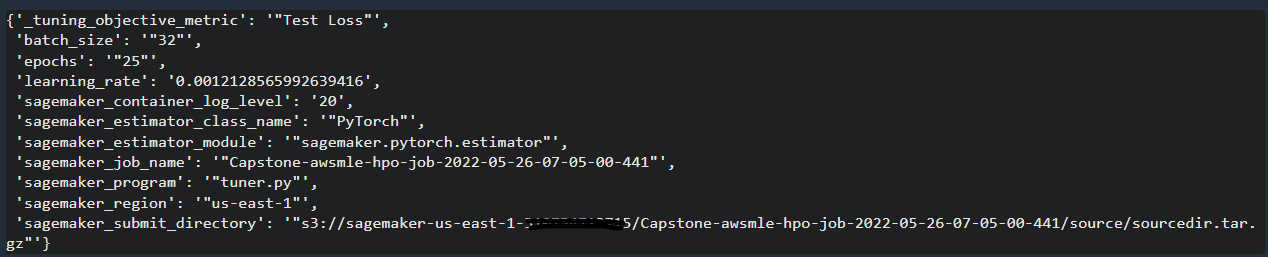 {'_tuning_objective_metric': '"Test Loss"',
'batch_size': '"32"',
'epochs': '"25"',
'learning_rate': '0.0012128565992639416',
'sagemaker_container_log_level': '20',
'sagemaker_estimator_class_name': '"PyTorch"',
'sagemaker_estimator_module': '"sagemaker.pytorch.estimator"',
'sagemaker_job_name': '"Capstone-awsmle-hpo-job-2022-05-26-07-05-00-441"',
'sagemaker_program': '"tuner.py"',
'sagemaker_region': '"us-east-1"',
'sagemaker_submit_directory': '"s3://sagemaker-us-east-1- 5/Capstone-awsmle-hpo-job-2022-05-26-07-05-00-441/source/sourcedir.tar.
gz"'}